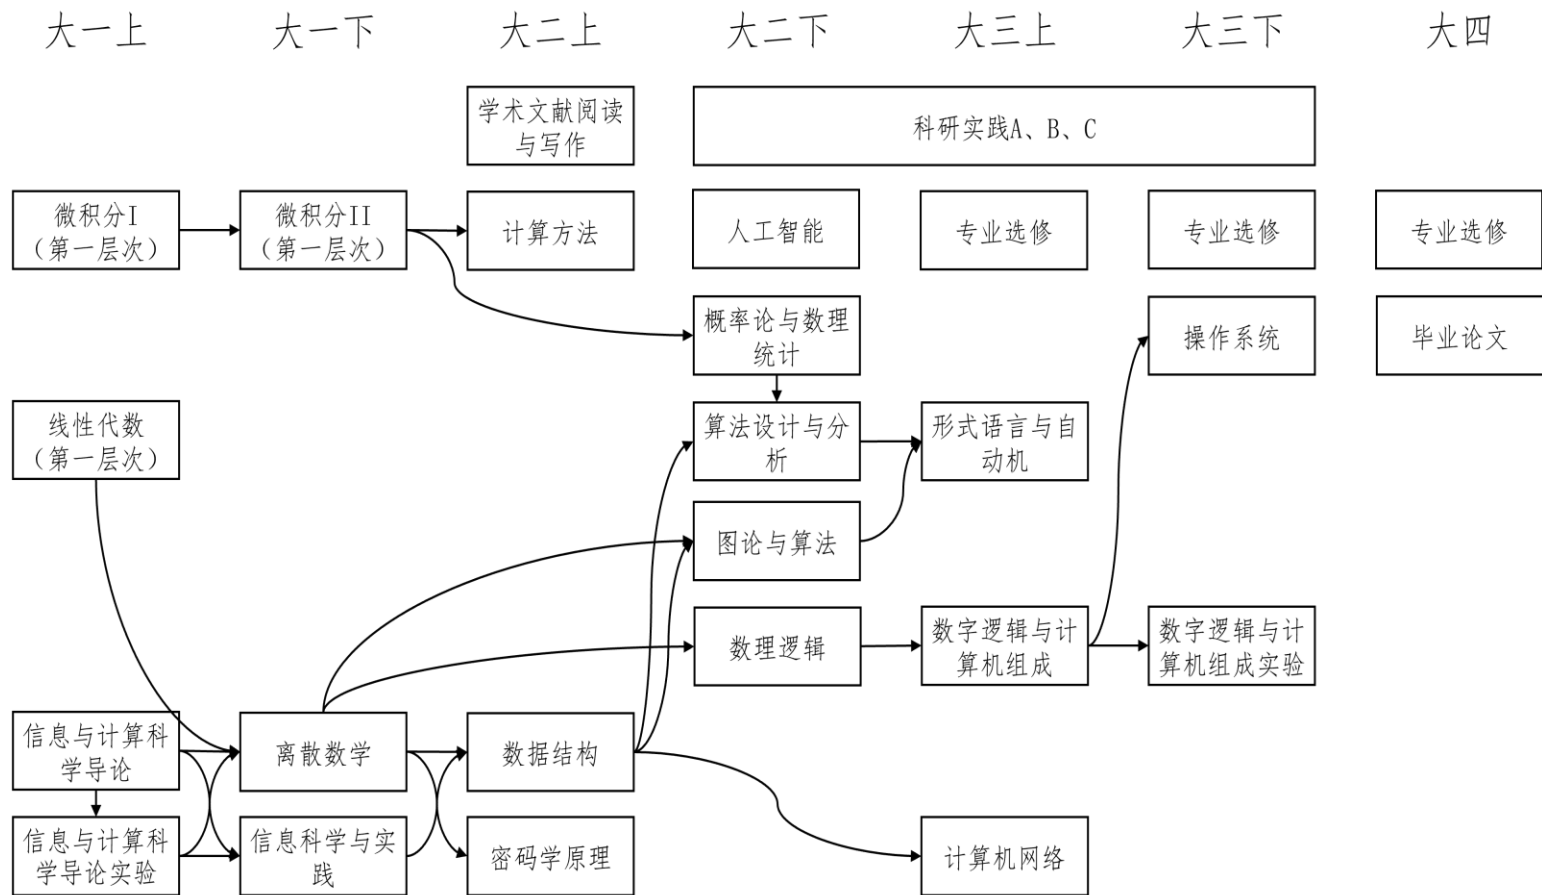 大一上 大一下 大二上 大二下 大三上 大三下 大四
学术文献阅读
与写作
科研实践A、B、C
微积分I
（第一层次）
微积分II
（第一层次）
计算方法
人工智能
专业选修
专业选修
专业选修
概率论与数理
统计
操作系统
毕业论文
线性代数
（第一层次）
算法设计与分
析
形式语言与自
动机
图论与算法
数理逻辑
数字逻辑与计
算机组成
数字逻辑与计
算机组成实验
信息与计算科
学导论
离散数学
数据结构
信息与计算科
学导论实验
信息科学与实
践
密码学原理
计算机网络